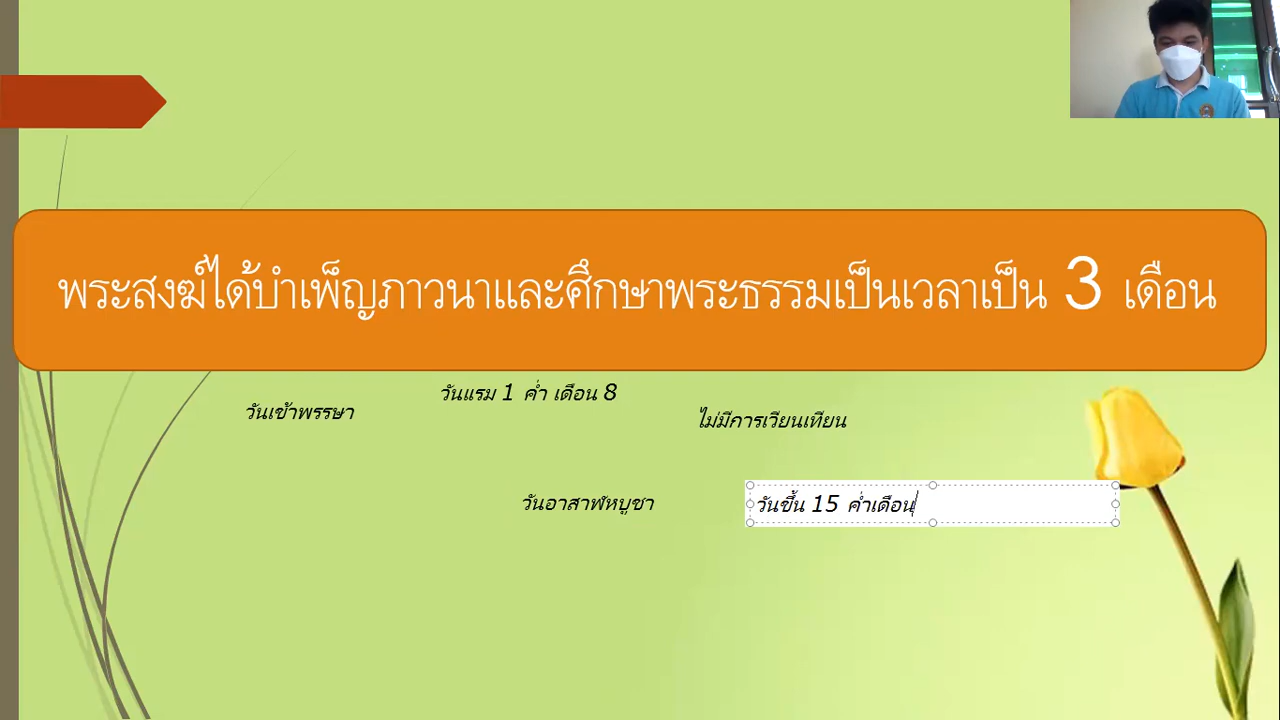 พระสงฆ์ได้บำเพ็ญภาวนาและศึกษาพระธรรมเป็นเวลาเป็น 3 เดือน
วันแรม 1 ค่ำ เดือน 8
วันเข้าพรรษา
ไม่มีการเวียนเทียน
วันอาสาฬหบูชา
วันขึ้น 15 ค่ำเดือนุ